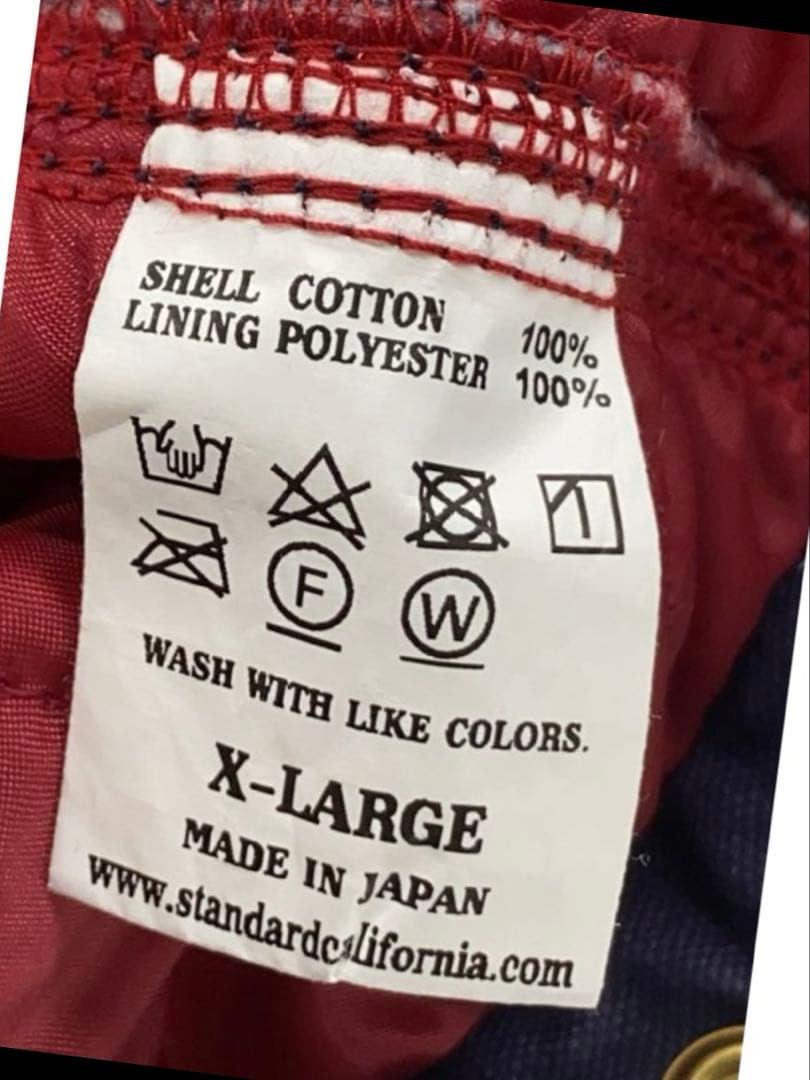 SHELL COTTON 100%
LINING POLYESTER 100%
F W
WASH WITH LIKE COLORS.
X-LARGE
MADE IN JAPAN
www.standardcalifornia.com